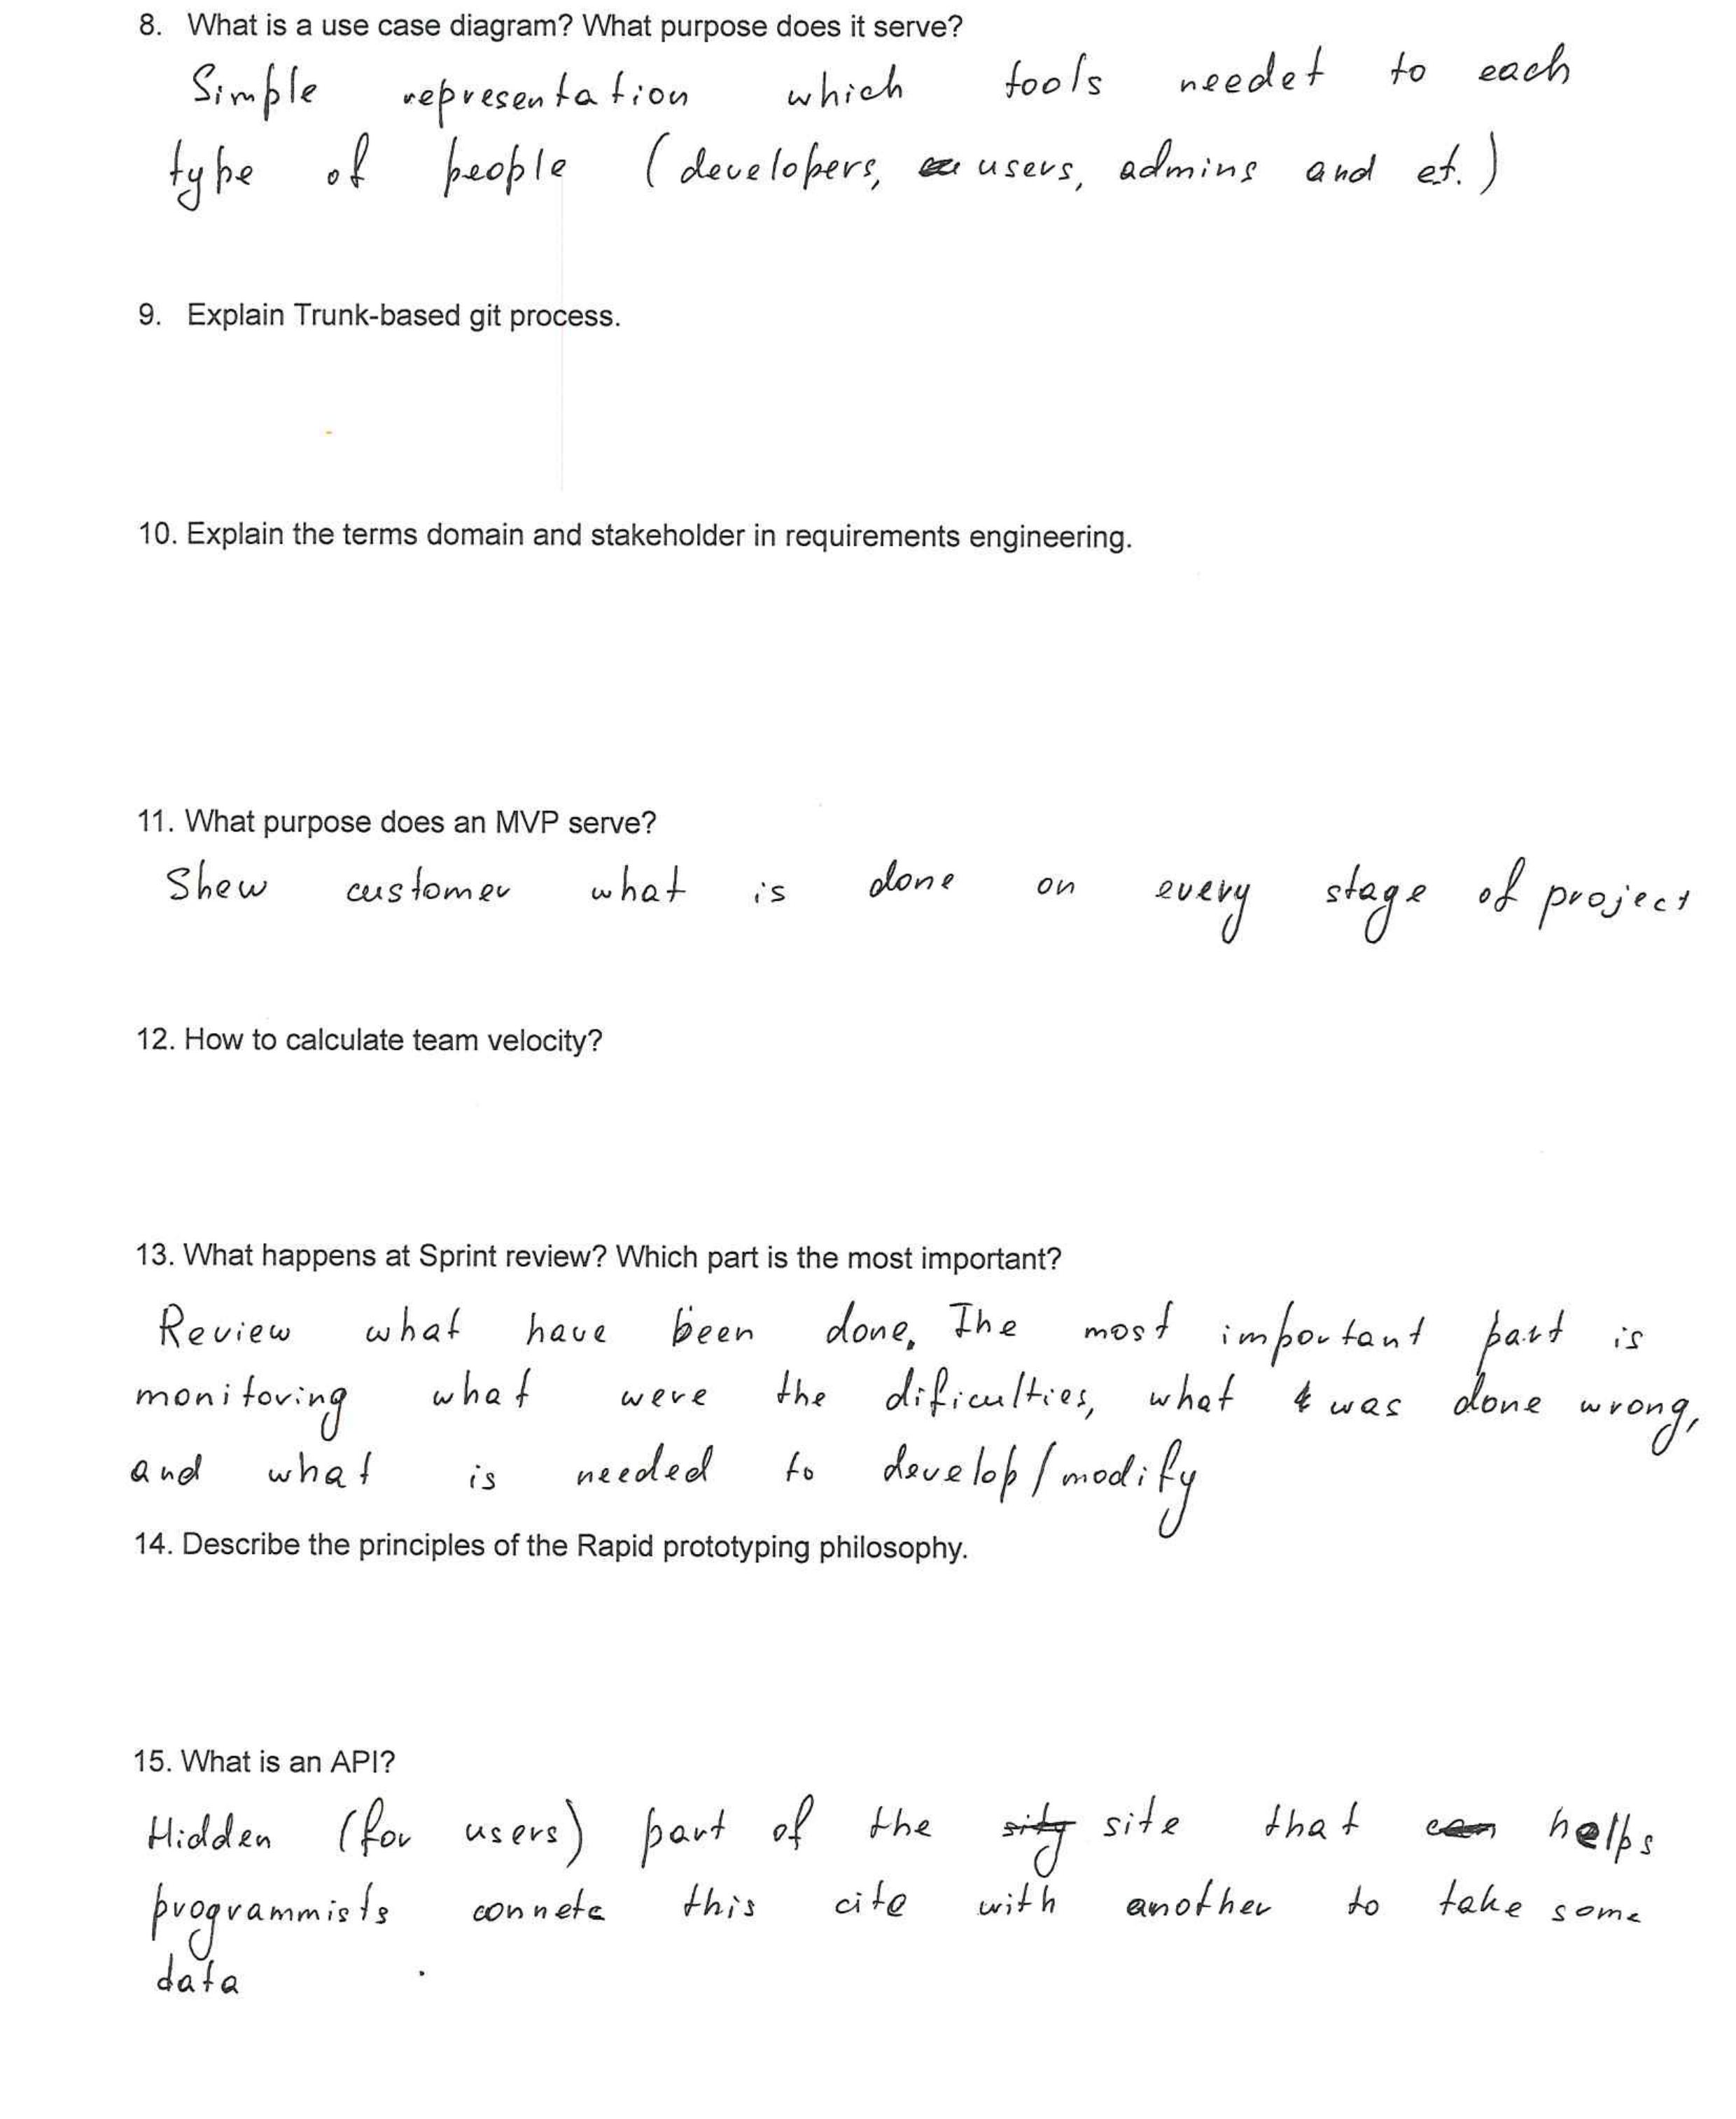 8. What is a use case diagram? What purpose does it serve?
Simple representation which tools needet to each
type of people (developers, users, admins and et.)
9. Explain Trunk-based git process.
10. Explain the terms domain and stakeholder in requirements engineering.
11. What purpose does an MVP serve?
Shew customer what is done on every stage of project
12. How to calculate team velocity?
13. What happens at Sprint review? Which part is the most important?
Review what have been done, The most important part is
monitoring what were the dificulties, what was done wrong,
and what is needed to develop/modify
14. Describe the principles of the Rapid prototyping philosophy.
15. What is an API?
Hidden (for users) part of the site that helps
programmists connete this cite with another to take some
data